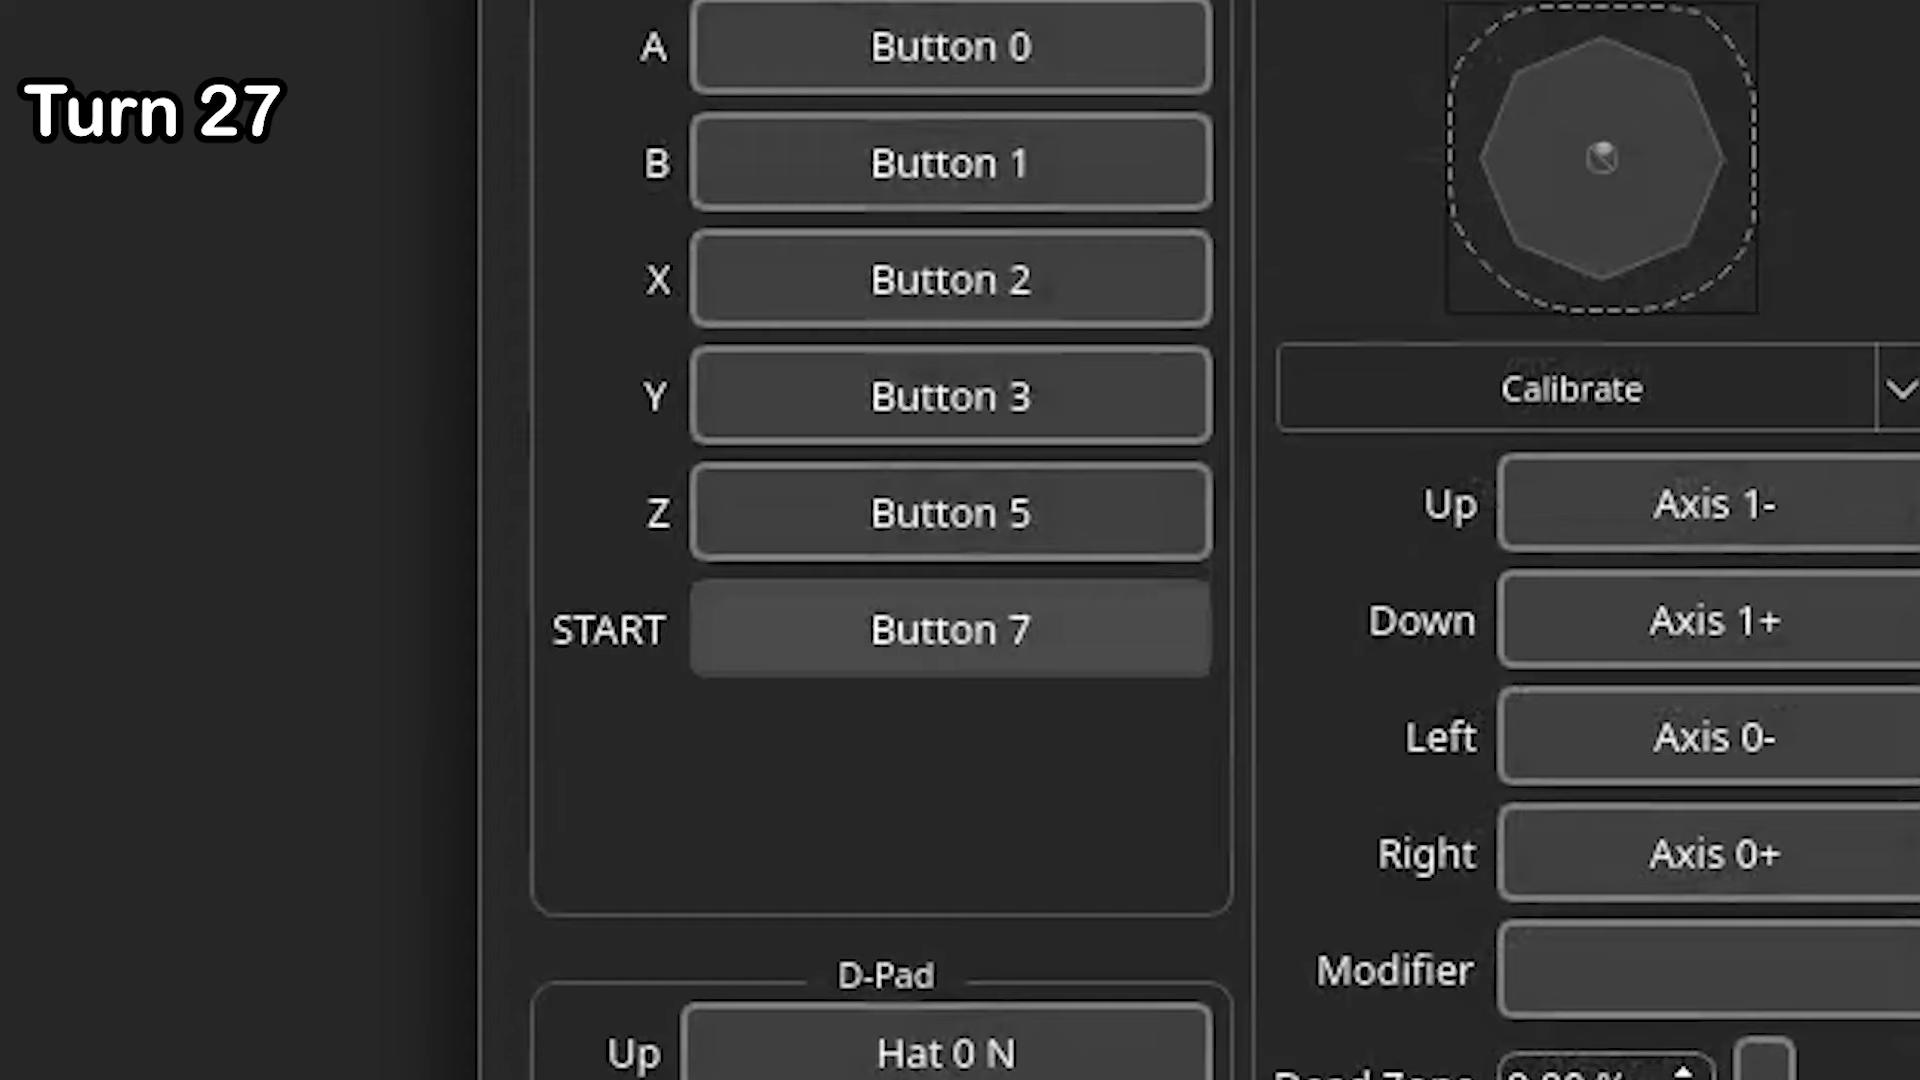 Turn 27
A Button 0
B Button 1
X Button 2
Y Button 3
Z Button 5
START Button 7
D-Pad
Up Hat 0 N
Calibrate
Up Axis 1-
Down Axis 1+
Left Axis 0-
Right Axis 0+
Modifier